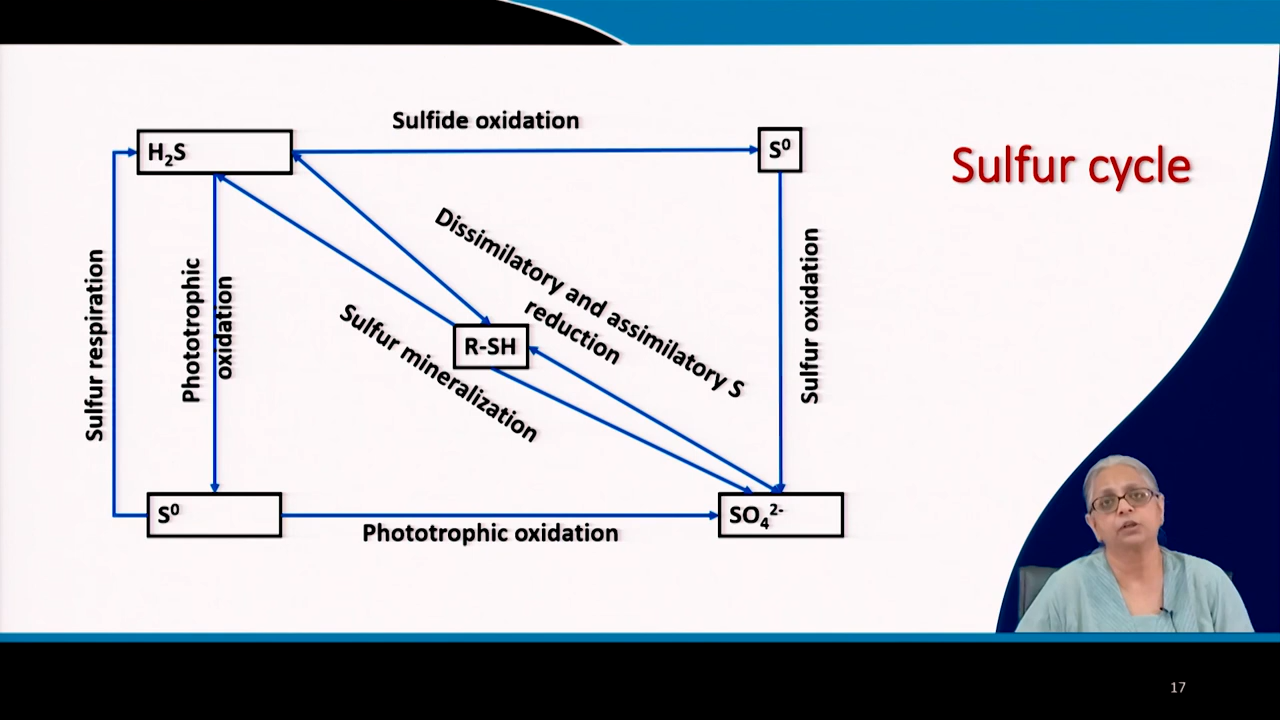 Sulfide oxidation
H₂S
S⁰
Sulfur cycle
Dissimilatory and assimilatory S
reduction
Sulfur respiration
Phototrophic
oxidation
Sulfur oxidation
R-SH
Sulfur mineralization
S⁰
SO₄²⁻
Phototrophic oxidation
17